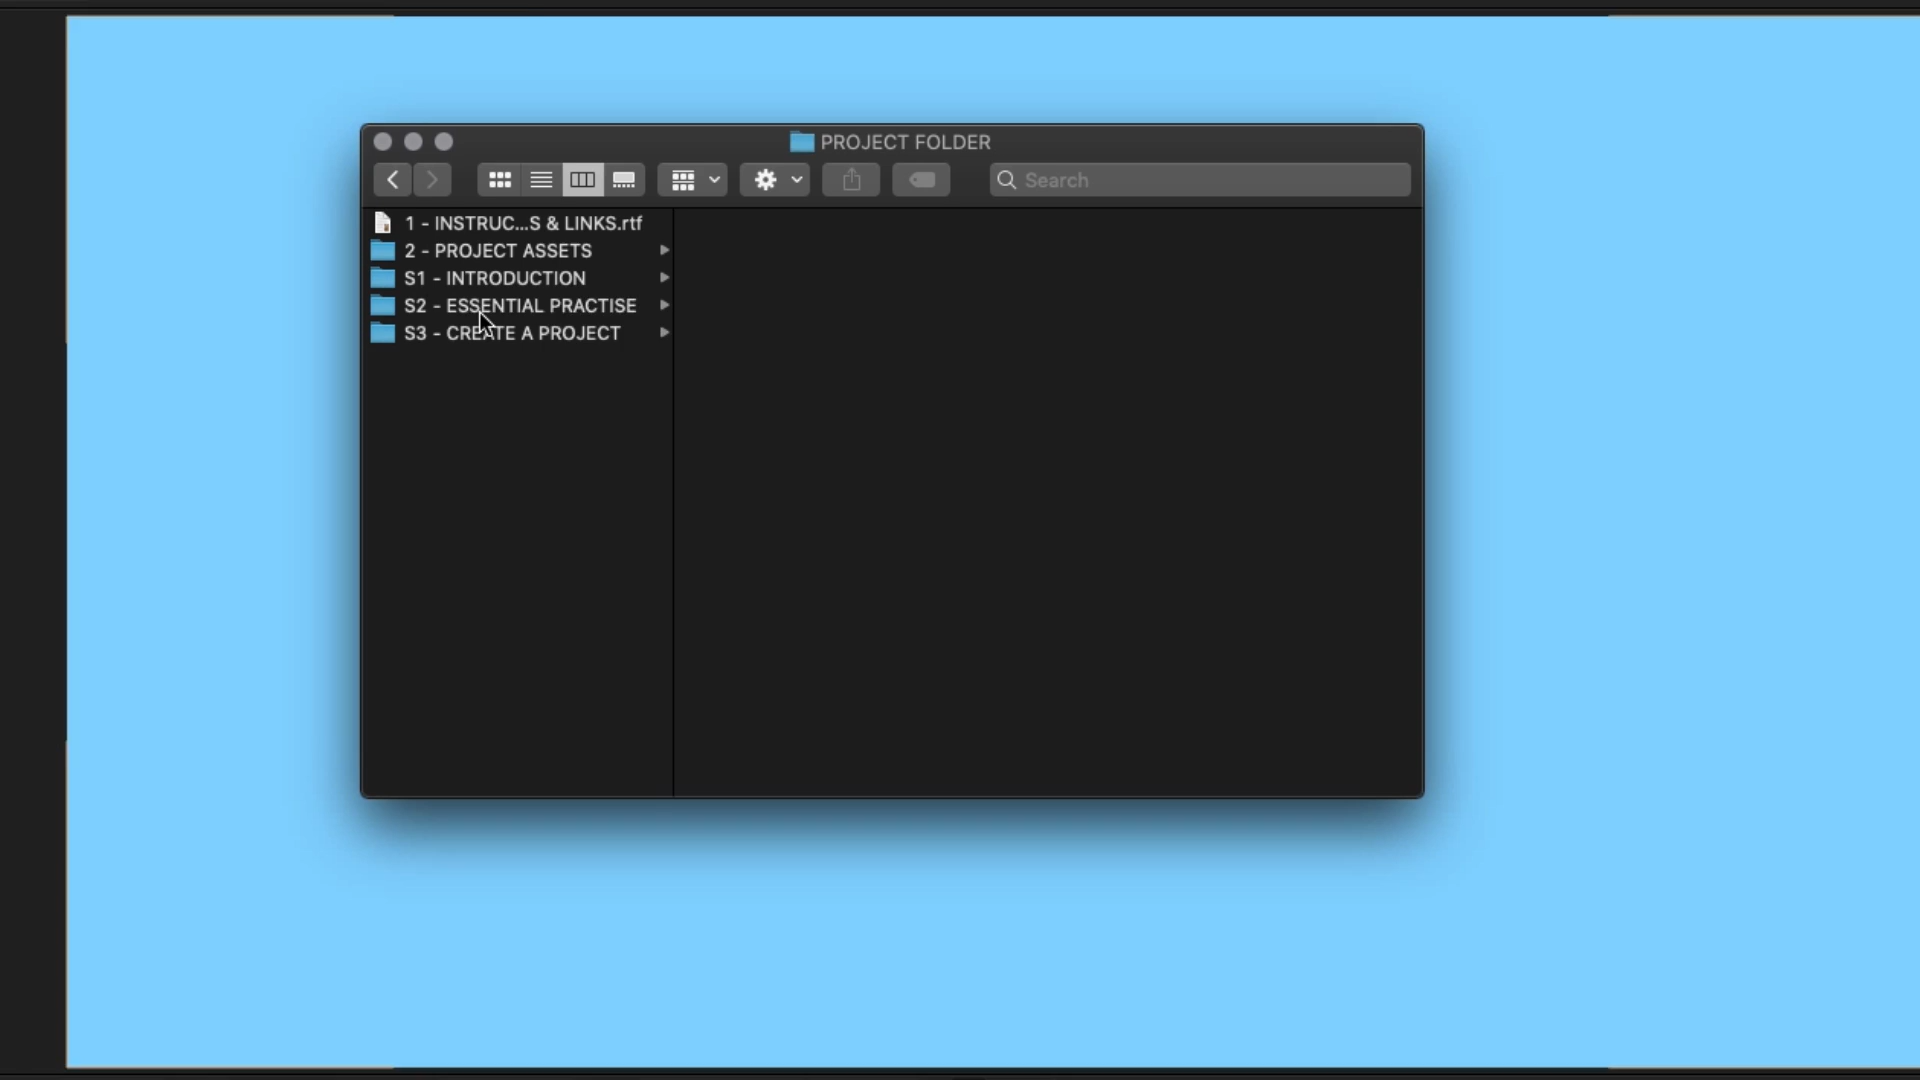 PROJECT FOLDER
Search
1 - INSTRUC...S & LINKS.rtf
2 - PROJECT ASSETS
S1 - INTRODUCTION
S2 - ESSENTIAL PRACTISE
S3 - CREATE A PROJECT